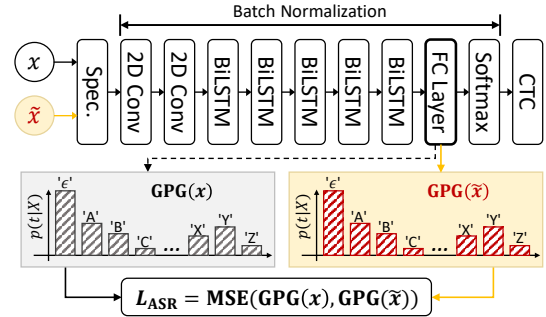 Batch Normalization
x
x̃
Spec.
2D Conv
2D Conv
BiLSTM
BiLSTM
BiLSTM
BiLSTM
BiLSTM
FC Layer
Softmax
CTC
GPG(x)
p(t|X)
'ϵ'
'A'
'B'
'C'
...
'X'
'Y'
'Z'
GPG(x̃)
p(t|X)
'ϵ'
'A'
'B'
'C'
...
'X'
'Y'
'Z'
L_ASR = MSE(GPG(x), GPG(x̃))